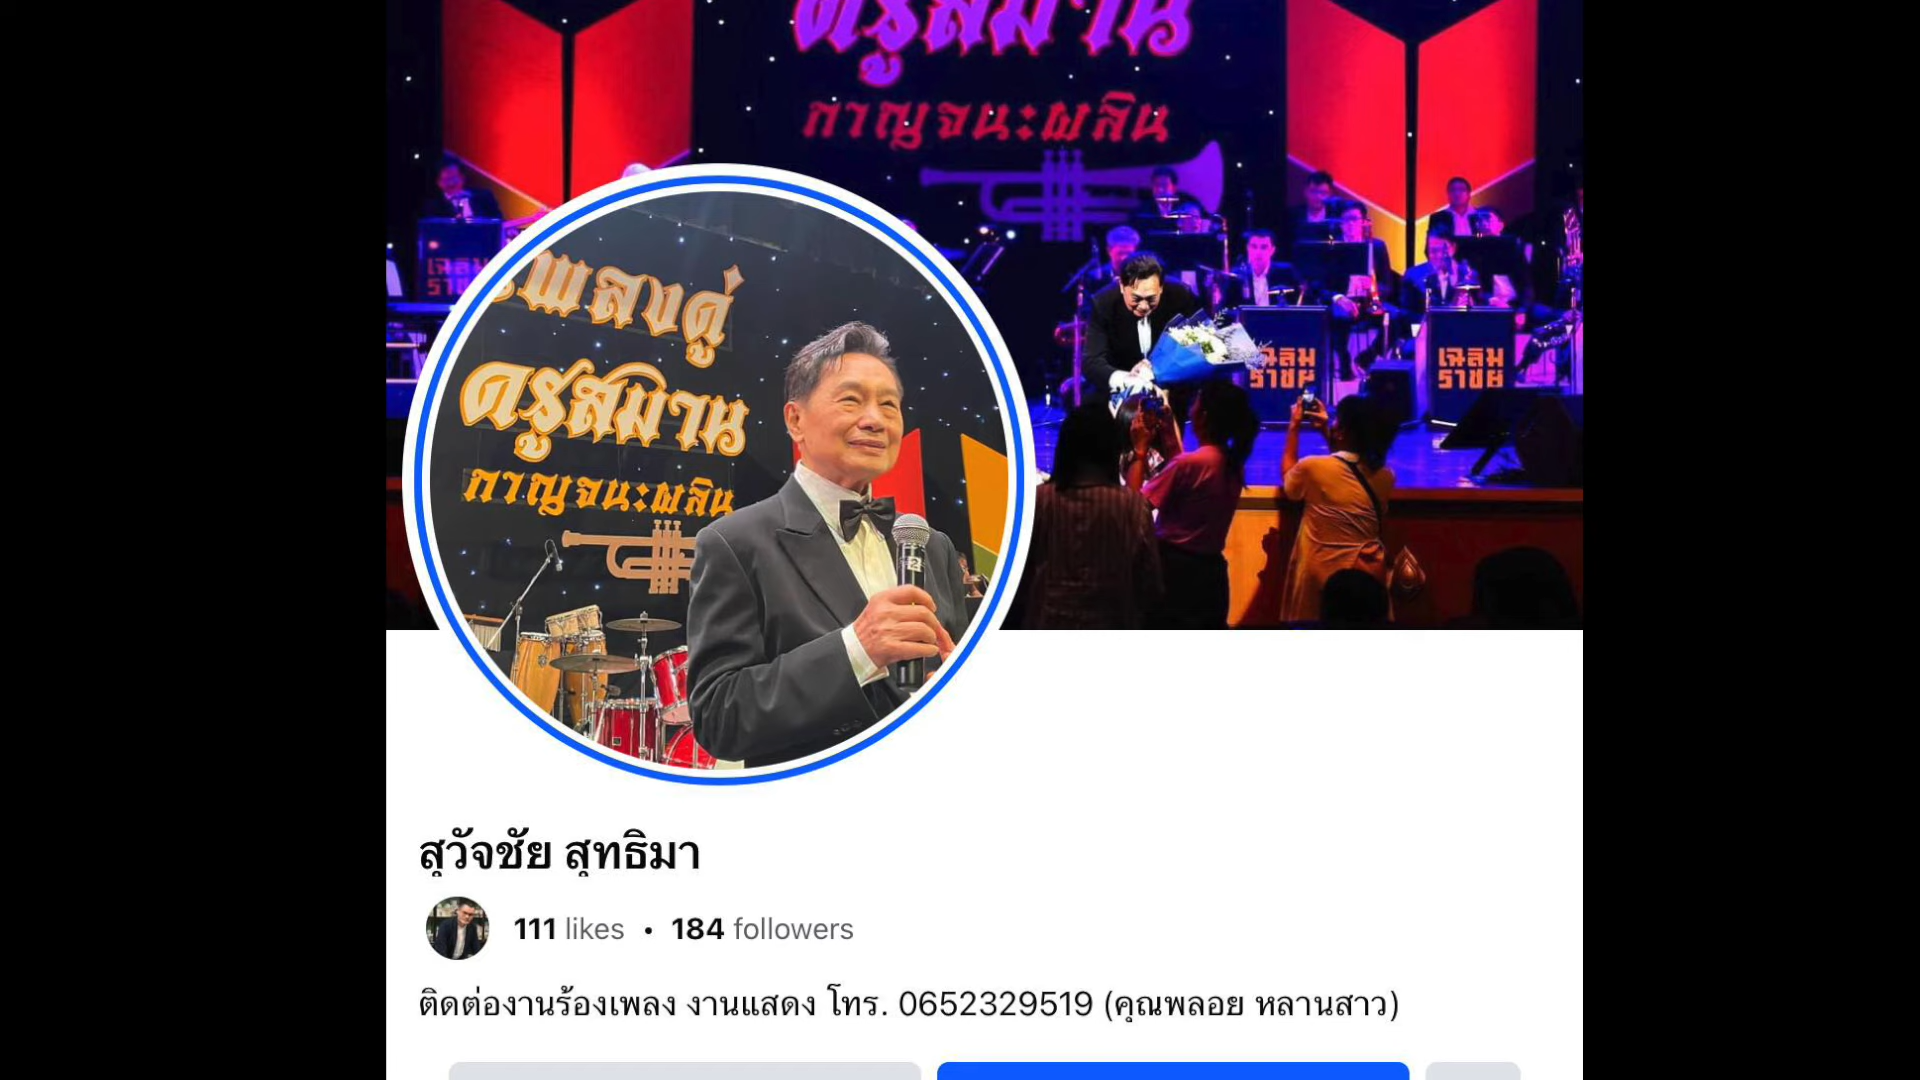 ครูสมาน
กาญจนะผลิน
เพลงคู่
ครูสมาน
กาญจนะผลิน
เฉลิม
ราชย์
เฉลิม
ราชย์
สุวัจชัย สุทธิมา
111 likes • 184 followers
ติดต่องานร้องเพลง งานแสดง โทร. 0652329519 (คุณพลอย หลานสาว)